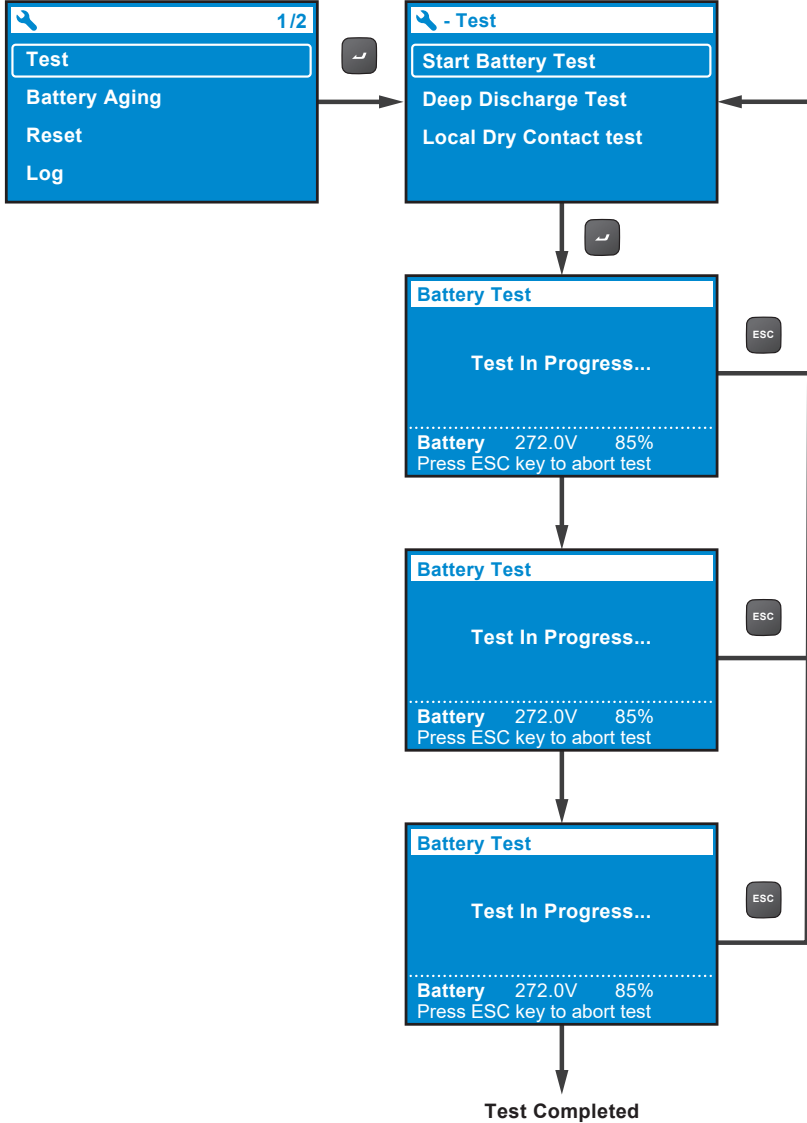 1/2
Test
Battery Aging
Reset
Log
- Test
Start Battery Test
Deep Discharge Test
Local Dry Contact test
Battery Test
Test In Progress...
Battery 272.0V 85%
Press ESC key to abort test
ESC
Battery Test
Test In Progress...
Battery 272.0V 85%
Press ESC key to abort test
ESC
Battery Test
Test In Progress...
Battery 272.0V 85%
Press ESC key to abort test
ESC
Test Completed